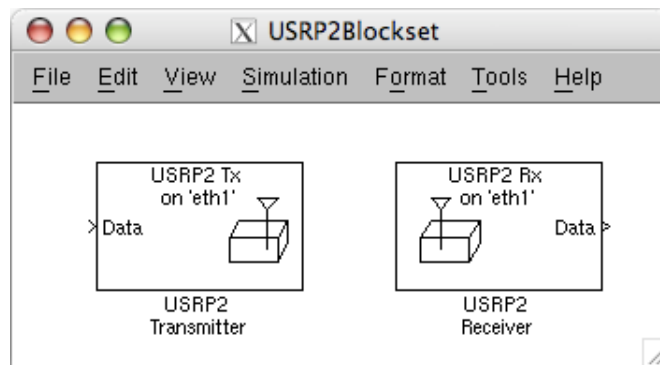 USRP2Blockset
File Edit View Simulation Format Tools Help
USRP2 Tx
on 'eth1'
Data
USRP2
Transmitter
USRP2 Rx
on 'eth1'
Data
USRP2
Receiver